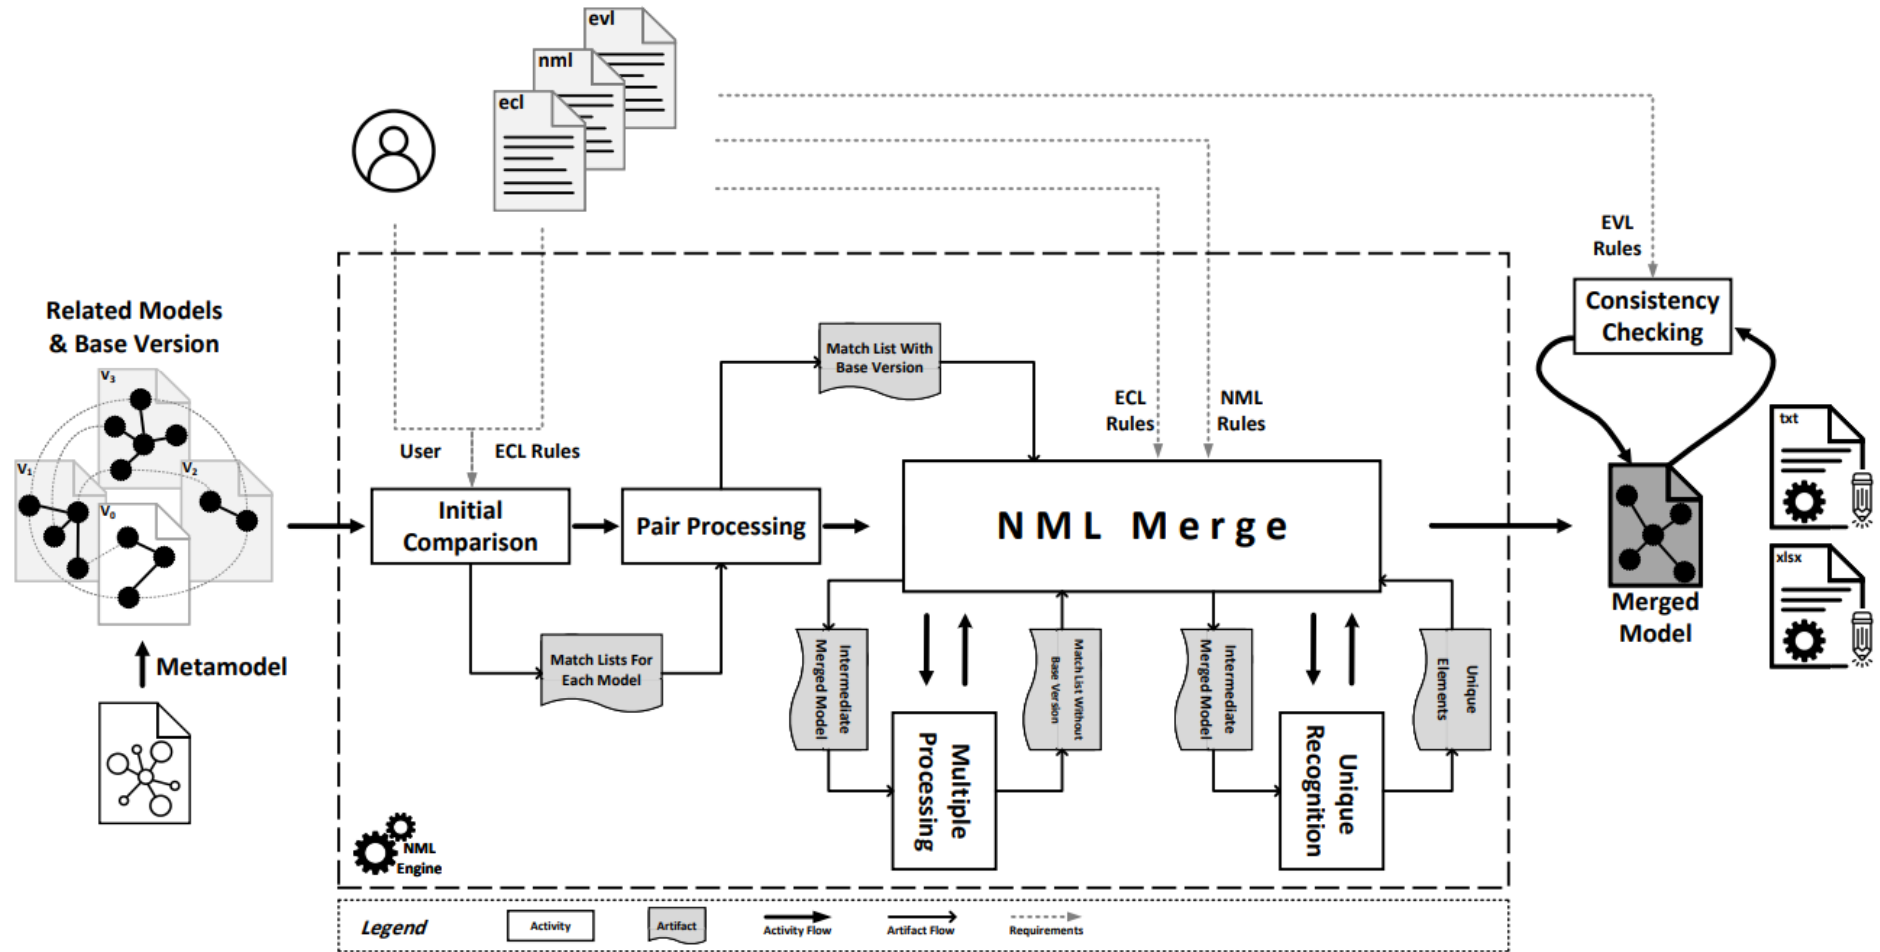 evl
nml
ecl
EVL
Rules
Consistency
Checking
Related Models
& Base Version
V3
V1
V2
V0
Match List With
Base Version
ECL
Rules
NML
Rules
User
ECL Rules
Initial
Comparison
Pair Processing
NML Merge
txt
xlsx
Merged
Model
Metamodel
Match Lists For
Each Model
Intermediate
Merged Model
Match List Without
Base Version
Intermediate
Merged Model
Unique
Elements
Multiple
Processing
Unique
Recognition
NML
Engine
Legend
Activity
Artifact
Activity Flow
Artifact Flow
Requirements